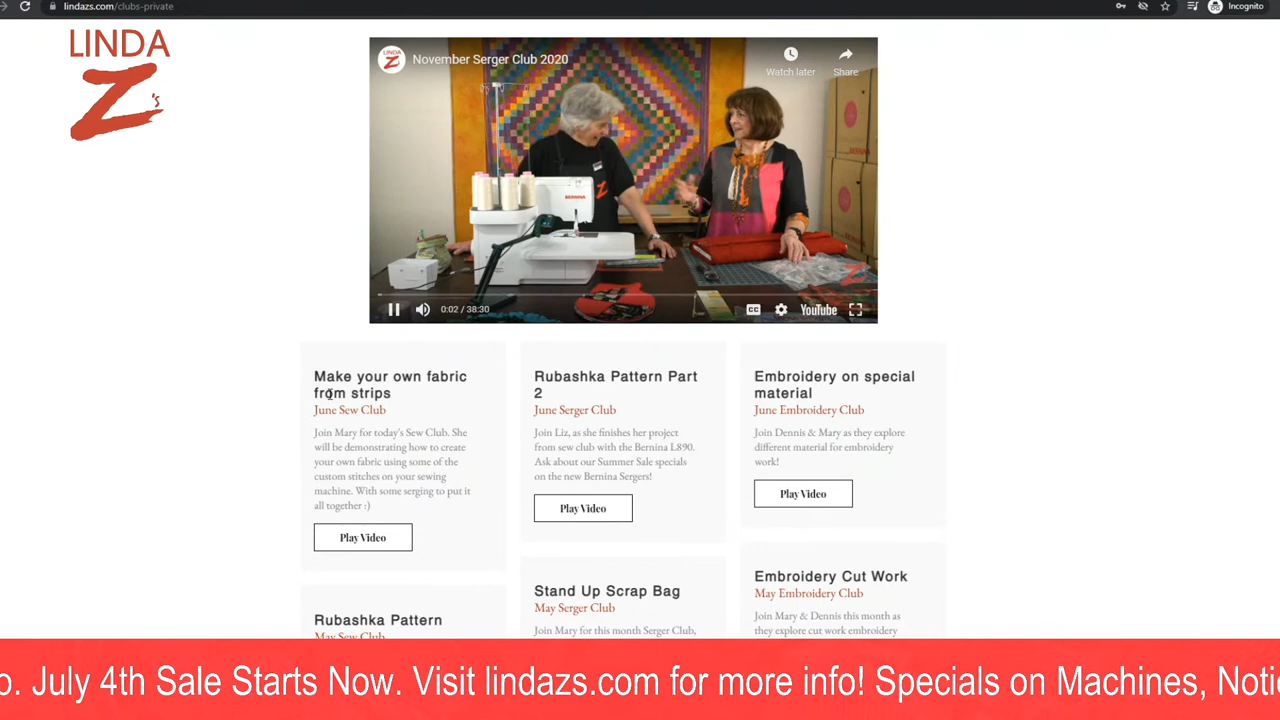 lindazs.com/clubs-private
Incognito
LINDA
Z's
LINDA
Z
November Serger Club 2020
Watch later
Share
BERNINA
Z
0:02 / 38:30
CC
YouTube
Make your own fabric
from strips
June Sew Club
Join Mary for today's Sew Club. She
will be demonstrating how to create
your own fabric using some of the
custom stitches on your sewing
machine. With some serging to put it
all together :)
Play Video
Rubashka Pattern Part
2
June Serger Club
Join Liz, as she finishes her project
from sew club with the Bernina L890.
Ask about our Summer Sale specials
on the new Bernina Sergers!
Play Video
Embroidery on special
material
June Embroidery Club
Join Dennis & Mary as they explore
different material for embroidery
work!
Play Video
Rubashka Pattern
May Sew Club
Stand Up Scrap Bag
May Serger Club
Join Mary for this month Serger Club,
Embroidery Cut Work
May Embroidery Club
Join Mary & Dennis this month as
they explore cut work embroidery
o. July 4th Sale Starts Now. Visit lindazs.com for more info! Specials on Machines, Noti